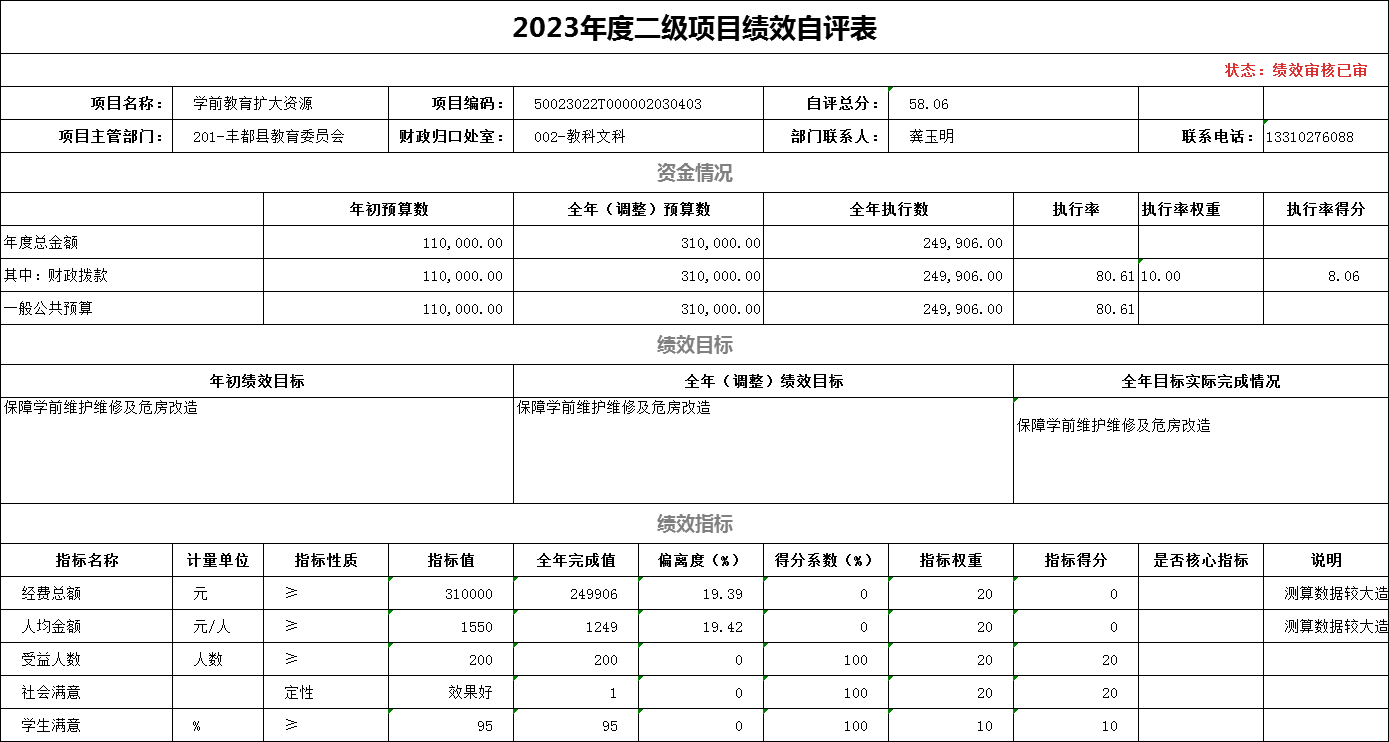 2023年度二级项目绩效自评表
状态：绩效审核已审
项目名称： 学前教育扩大资源 项目编码： 50023022T000002030403 自评总分： 58.06
项目主管部门： 201-丰都县教育委员会 财政归口处室： 002-教科文科 部门联系人： 龚玉明 联系电话： 13310276088
资金情况
年初预算数 全年（调整）预算数 全年执行数 执行率 执行率权重 执行率得分
年度总金额 110,000.00 310,000.00 249,906.00
其中：财政拨款 110,000.00 310,000.00 249,906.00 80.61 10.00 8.06
一般公共预算 110,000.00 310,000.00 249,906.00 80.61
绩效目标
年初绩效目标 全年（调整）绩效目标 全年目标实际完成情况
保障学前维护维修及危房改造 保障学前维护维修及危房改造 保障学前维护维修及危房改造
绩效指标
指标名称 计量单位 指标性质 指标值 全年完成值 偏离度（%） 得分系数（%） 指标权重 指标得分 是否核心指标 说明
经费总额 元 ≥ 310000 249906 19.39 0 20 0 测算数据较大造
人均金额 元/人 ≥ 1550 1249 19.42 0 20 0 测算数据较大造
受益人数 人数 ≥ 200 200 0 100 20 20
社会满意 定性 效果好 1 0 100 20 20
学生满意 % ≥ 95 95 0 100 10 10